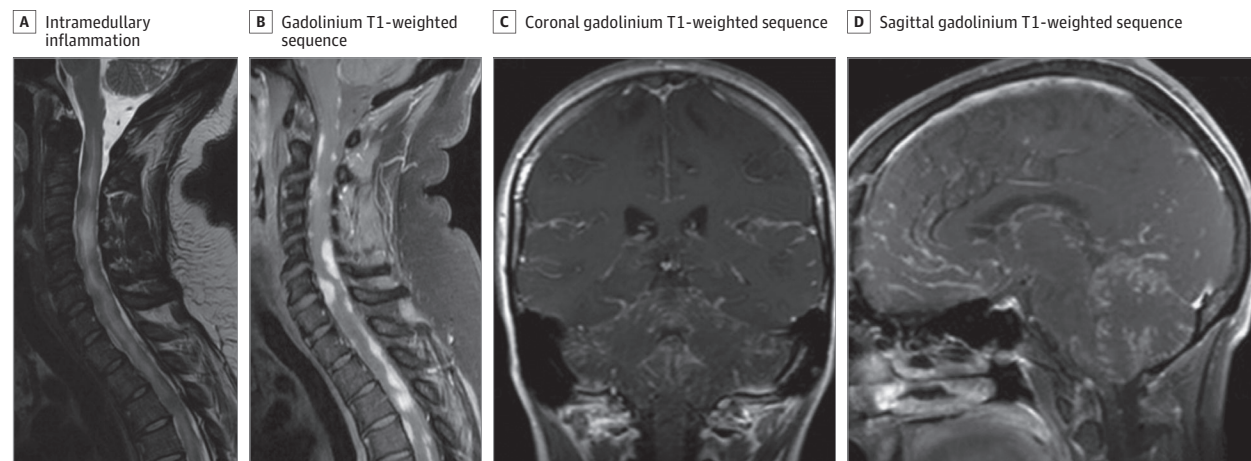 A Intramedullary
inflammation
B Gadolinium T1-weighted
sequence
C Coronal gadolinium T1-weighted sequence
D Sagittal gadolinium T1-weighted sequence